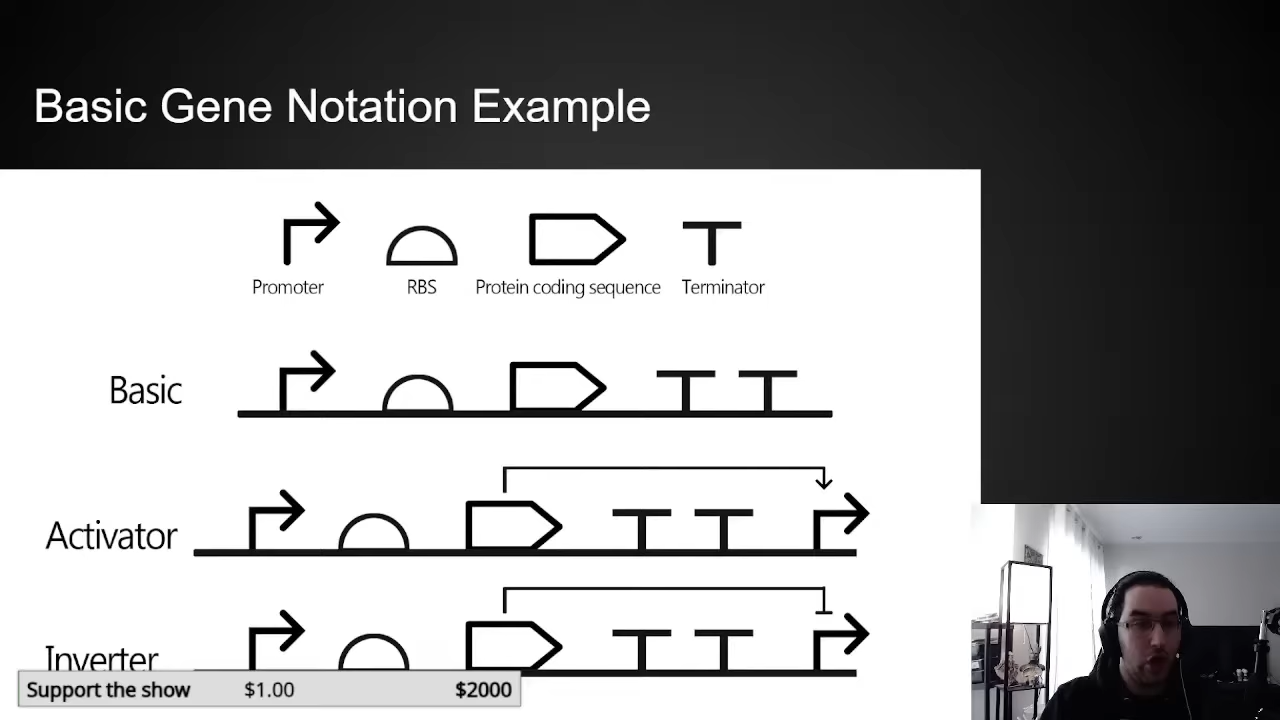 Basic Gene Notation Example
Promoter RBS Protein coding sequence Terminator
Basic
Activator
Inverter
Support the show $1.00 $2000